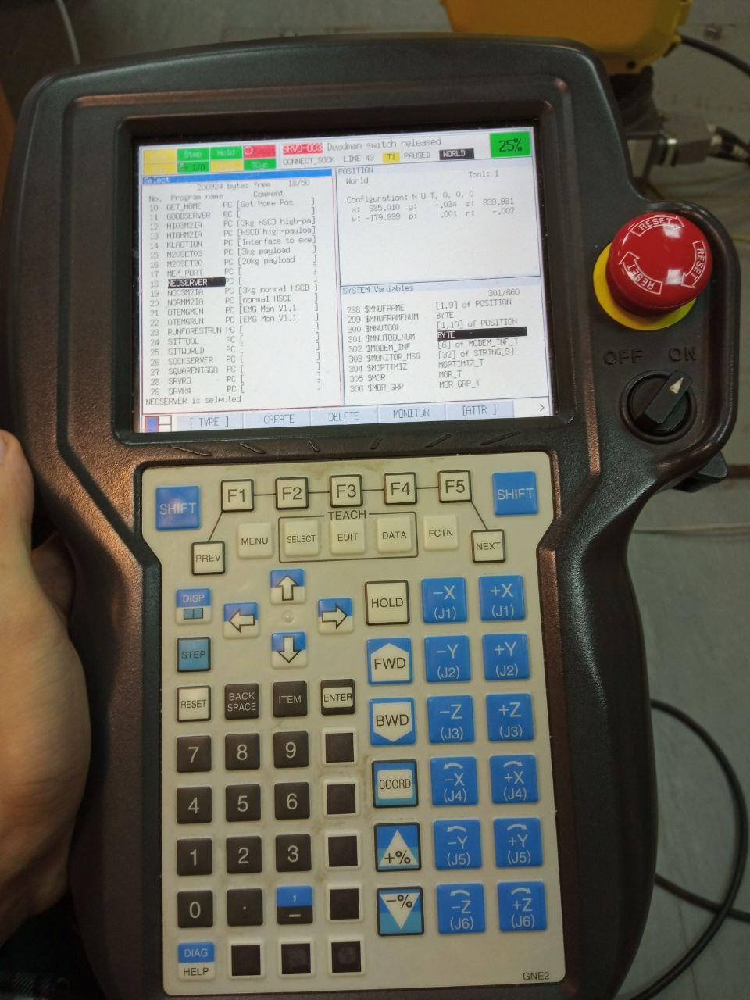 Step Hold
I/O TCyc
SRVO-003 Deadman switch released
CONNECT_SOCK LINE 43 T1 PAUSED WORLD
25%
Select
206924 bytes free 18/50
No. Program name Comment
10 GET_HOME PC [Get Home Pos ]
11 GOODSERVER PC [ ]
12 HI03M2IA PC [3kg HSCD high-pa]
13 HIGHM2IA PC [HSCD high-payloa]
14 KLACTION PC [Interface to exe]
15 M20SET03 PC [3kg payload ]
16 M20SET20 PC [20kg payload ]
17 MEM_PORT PC [ ]
18 NEOSERVER PC [ ]
19 NO03M2IA PC [3kg normal HSCD ]
20 NORMM2IA PC [normal HSCD ]
21 OTEMGMON PC [EMG Mon V1.1 ]
22 OTEMGRUN PC [EMG Mon V1.1 ]
23 RUNFORESTRUN PC [ ]
24 SITTOOL PC [ ]
25 SITWORLD PC [ ]
26 SOCKSERVER PC [ ]
27 SQUARENIGGA PC [ ]
28 SRVR3 PC [ ]
29 SRVR4 PC [ ]
NEOSERVER is selected
POSITION
World Tool: 1
Configuration: N U T, 0, 0, 0
x: 985.010 y: -.034 z: 939.981
w: -179.999 p: .001 r: -.002
SYSTEM Variables
301/660
298 $MNUFRAME [1,9] of POSITION
299 $MNUFRAMENUM BYTE
300 $MNUTOOL [1,10] of POSITION
301 $MNUTOOLNUM BYTE
302 $MODEM_INF [6] of MODEM_INF_T
303 $MONITOR_MSG [32] of STRING[9]
304 $MOPTIMIZ MOPTIMIZ_T
305 $MOR MOR_T
306 $MOR_GRP MOR_GRP_T
[ TYPE ] CREATE DELETE MONITOR [ATTR ] >
RESET
RESET
RESET
OFF ON
SHIFT F1 F2 F3 F4 F5 SHIFT
TEACH
PREV MENU SELECT EDIT DATA FCTN NEXT
DISP HOLD -X (J1) +X (J1)
STEP FWD -Y (J2) +Y (J2)
RESET BACK SPACE ITEM ENTER BWD -Z (J3) +Z (J3)
7 8 9 COORD -X (J4) +X (J4)
4 5 6
1 2 3 +% -Y (J5) +Y (J5)
0 . , - -% -Z (J6) +Z (J6)
DIAG
HELP
GNE2